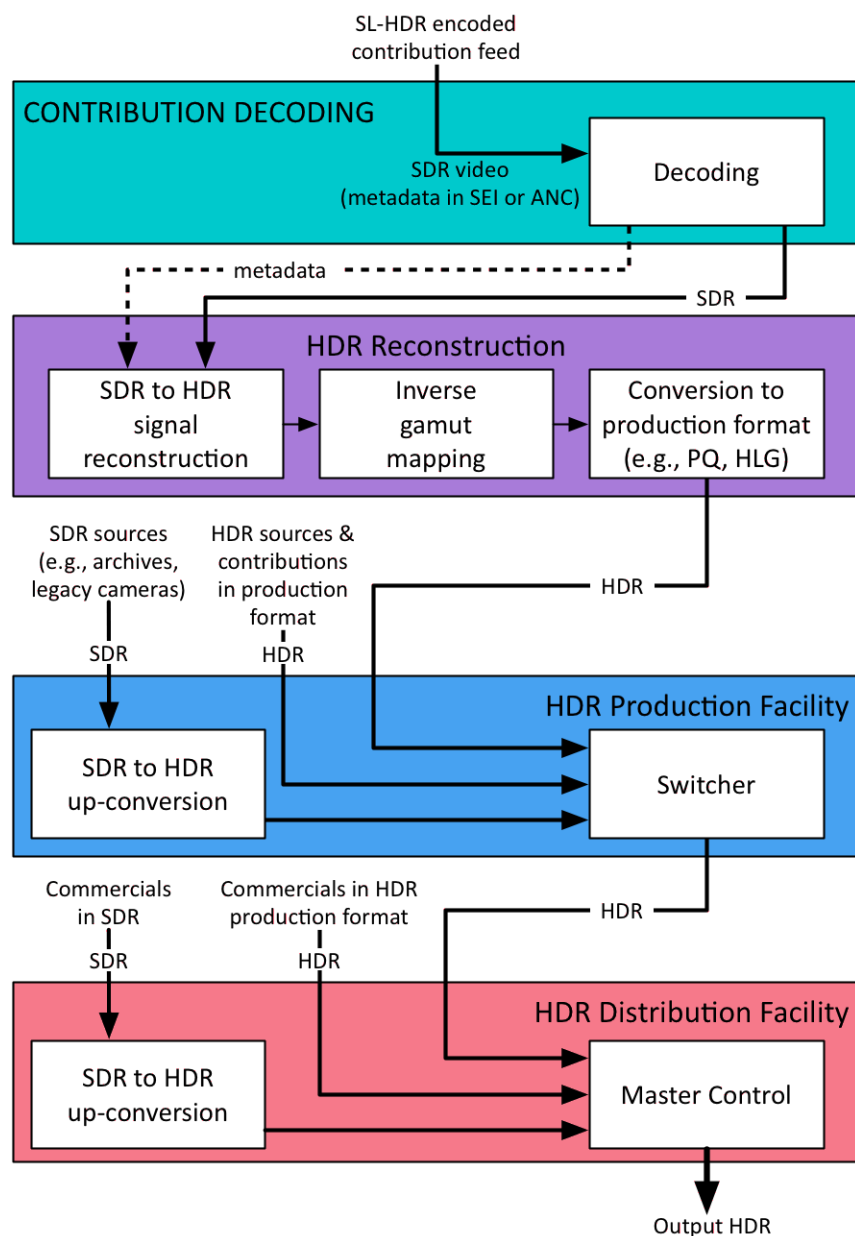 SL-HDR encoded
contribution feed
CONTRIBUTION DECODING
SDR video
(metadata in SEI or ANC)
Decoding
metadata
SDR
HDR Reconstruction
SDR to HDR
signal
reconstruction
Inverse
gamut
mapping
Conversion to
production format
(e.g., PQ, HLG)
SDR sources
(e.g., archives,
legacy cameras)
HDR sources &
contributions
in production
format
HDR
SDR
HDR
HDR Production Facility
SDR to HDR
up-conversion
Switcher
Commercials
in SDR
Commercials in HDR
production format
HDR
SDR
HDR
HDR Distribution Facility
SDR to HDR
up-conversion
Master Control
Output HDR